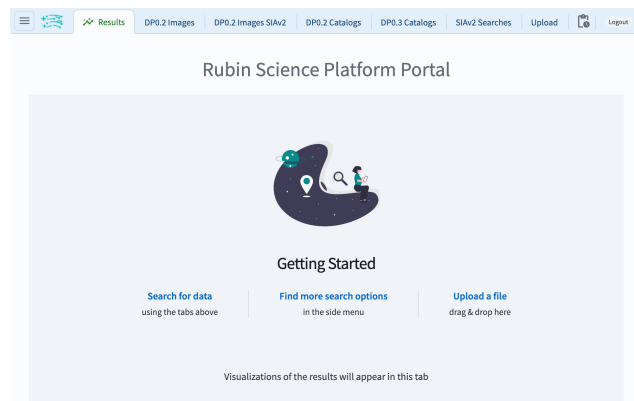 Results DP0.2 Images DP0.2 Images SIAv2 DP0.2 Catalogs DP0.3 Catalogs SIAv2 Searches Upload Logout
Rubin Science Platform Portal
Getting Started
Search for data Find more search options Upload a file
using the tabs above in the side menu drag & drop here
Visualizations of the results will appear in this tab